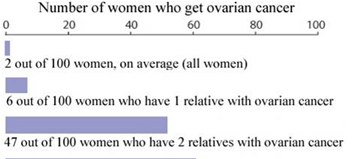 Number of women who get ovarian cancer
0 20 40 60 80 100
2 out of 100 women, on average (all women)
6 out of 100 women who have 1 relative with ovarian cancer
47 out of 100 women who have 2 relatives with ovarian cancer